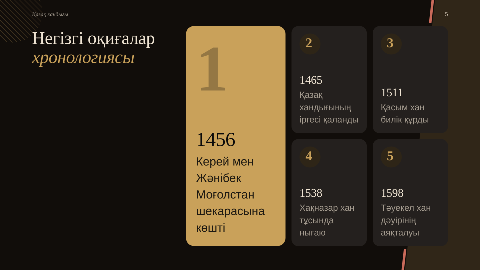 Қазақ хандығы
5
Негізгі оқиғалар
хронологиясы
1
1456
Керей мен
Жәнібек
Моғолстан
шекарасына
көшті
2
1465
Қазақ
хандығының
іргесі қаланды
3
1511
Қасым хан
билік құрды
4
1538
Хақназар хан
тұсында
нығаю
5
1598
Тәуекел хан
дәуірінің
аяқталуы